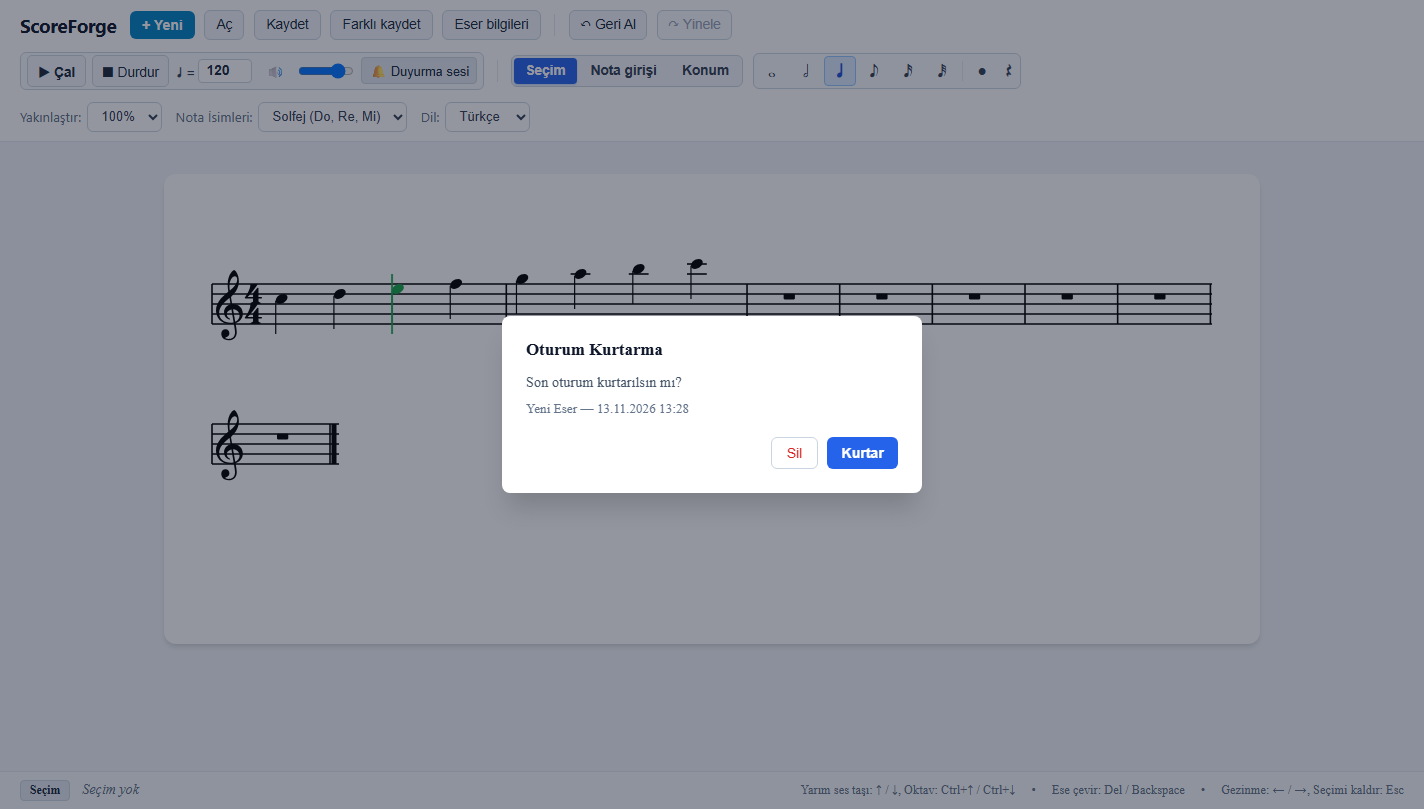 ScoreForge + Yeni Aç Kaydet Farklı kaydet Eser bilgileri ↶ Geri Al ↷ Yinele
▶ Çal ■ Durdur ♩ = 120 🔊 🔔 Duyurma sesi Seçim Nota girişi Konum
Yakınlaştır: 100% Nota İsimleri: Solfej (Do, Re, Mi) Dil: Türkçe
Oturum Kurtarma
Son oturum kurtarılsın mı?
Yeni Eser — 13.11.2026 13:28
Sil Kurtar
Seçim Seçim yok Yarım ses taşı: ↑ / ↓, Oktav: Ctrl+↑ / Ctrl+↓ • Ese çevir: Del / Backspace • Gezinme: ← / →, Seçimi kaldır: Esc